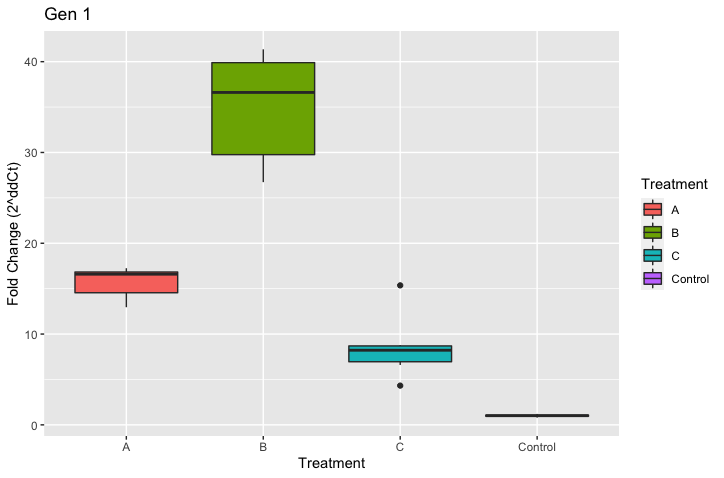 Gen 1
Fold Change (2^ddCt)
40
30
20
10
0
A
B
C
Control
Treatment
Treatment
A
B
C
Control